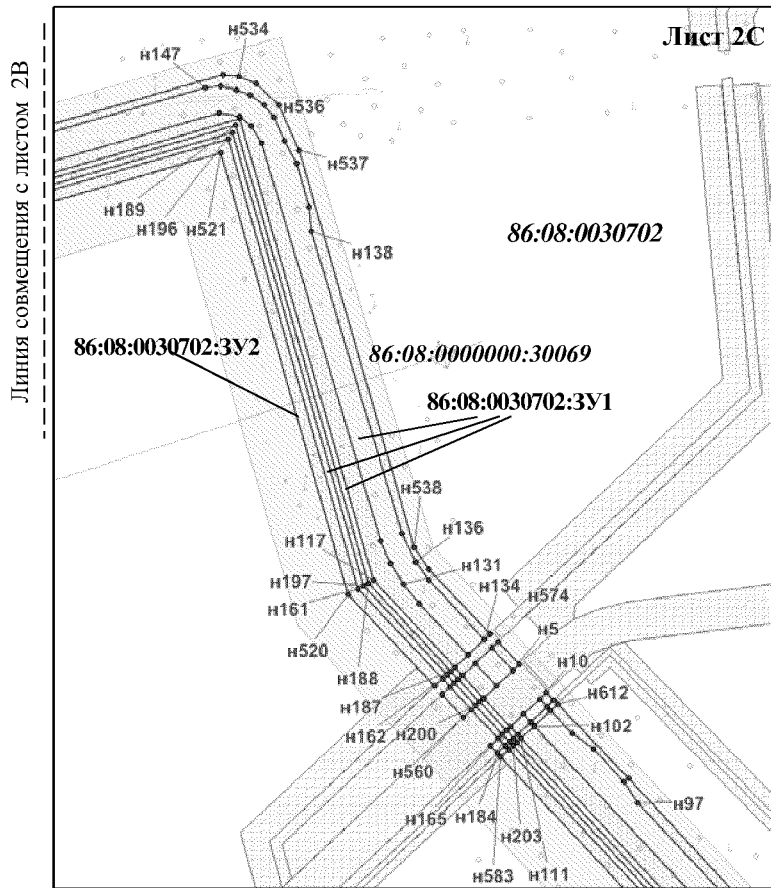 Лист 2С
Линия совмещения с листом 2В
н534
н147
н536
н537
н189
н196
н521
н138
86:08:0030702
86:08:0030702:ЗУ2
86:08:0000000:30069
86:08:0030702:ЗУ1
н538
н136
н117
н131
н197
н161
н134
н574
н5
н520
н10
н188
н612
н187
н102
н162
н200
н560
н97
н165
н184
н203
н583
н111